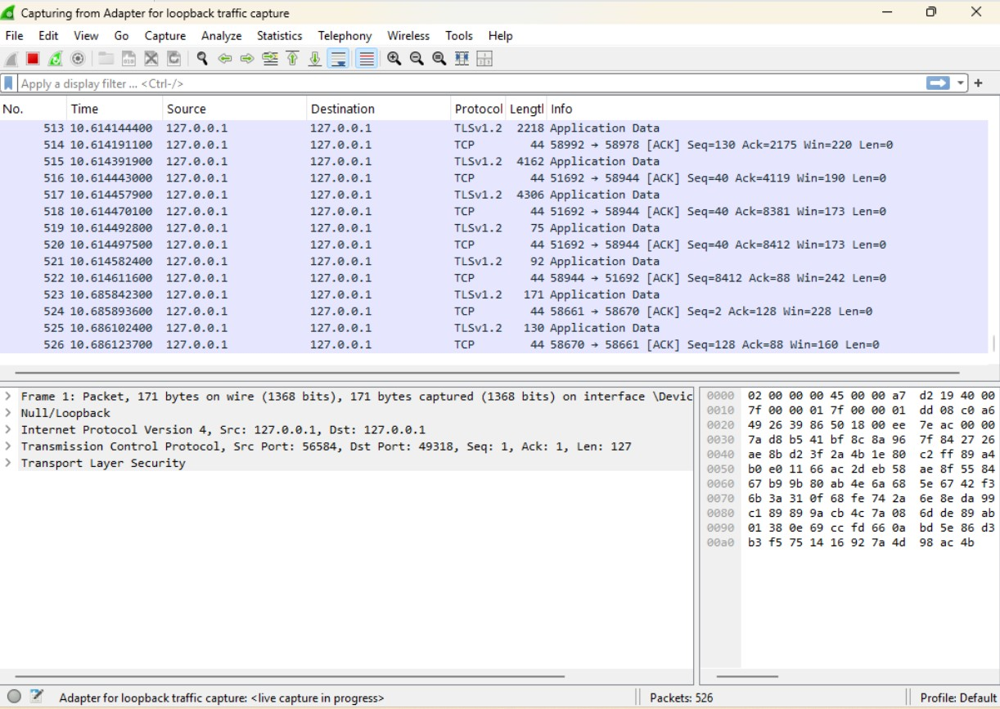 Capturing from Adapter for loopback traffic capture
File Edit View Go Capture Analyze Statistics Telephony Wireless Tools Help
Apply a display filter ... <Ctrl-/>
No. Time Source Destination Protocol Lengtl Info
513 10.614144400 127.0.0.1 127.0.0.1 TLSv1.2 2218 Application Data
514 10.614191100 127.0.0.1 127.0.0.1 TCP 44 58992 → 58978 [ACK] Seq=130 Ack=2175 Win=220 Len=0
515 10.614391900 127.0.0.1 127.0.0.1 TLSv1.2 4162 Application Data
516 10.614443000 127.0.0.1 127.0.0.1 TCP 44 51692 → 58944 [ACK] Seq=40 Ack=4119 Win=190 Len=0
517 10.614457900 127.0.0.1 127.0.0.1 TLSv1.2 4306 Application Data
518 10.614470100 127.0.0.1 127.0.0.1 TCP 44 51692 → 58944 [ACK] Seq=40 Ack=8381 Win=173 Len=0
519 10.614492800 127.0.0.1 127.0.0.1 TLSv1.2 75 Application Data
520 10.614497500 127.0.0.1 127.0.0.1 TCP 44 51692 → 58944 [ACK] Seq=40 Ack=8412 Win=173 Len=0
521 10.614582400 127.0.0.1 127.0.0.1 TLSv1.2 92 Application Data
522 10.614611600 127.0.0.1 127.0.0.1 TCP 44 58944 → 51692 [ACK] Seq=8412 Ack=88 Win=242 Len=0
523 10.685842300 127.0.0.1 127.0.0.1 TLSv1.2 171 Application Data
524 10.685893600 127.0.0.1 127.0.0.1 TCP 44 58661 → 58670 [ACK] Seq=2 Ack=128 Win=228 Len=0
525 10.686102400 127.0.0.1 127.0.0.1 TLSv1.2 130 Application Data
526 10.686123700 127.0.0.1 127.0.0.1 TCP 44 58670 → 58661 [ACK] Seq=128 Ack=88 Win=160 Len=0
Frame 1: Packet, 171 bytes on wire (1368 bits), 171 bytes captured (1368 bits) on interface \Devic
Null/Loopback
Internet Protocol Version 4, Src: 127.0.0.1, Dst: 127.0.0.1
Transmission Control Protocol, Src Port: 56584, Dst Port: 49318, Seq: 1, Ack: 1, Len: 127
Transport Layer Security
0000 02 00 00 00 45 00 00 a7 d2 19 40 00
0010 7f 00 00 01 7f 00 00 01 dd 08 c0 a6
0020 49 26 39 86 50 18 00 ee 7e ac 00 00
0030 7a d8 b5 41 bf 8c 8a 96 7f 84 27 26
0040 ae 8b d2 3f 2a 4b 1e 80 c2 ff 89 a4
0050 b0 e0 11 66 ac 2d eb 58 ae 8f 55 84
0060 67 b9 9b 80 ab 4e 6a 68 5e 67 42 f3
0070 6b 3a 31 0f 68 fe 74 2a 6e 8e da 99
0080 c1 89 89 9a cb 4c 7a 08 6d de 89 ab
0090 01 38 0e 69 cc fd 66 0a bd 5e 86 d3
00a0 b3 f5 75 14 16 92 7a 4d 98 ac 4b
Adapter for loopback traffic capture: <live capture in progress>
Packets: 526
Profile: Default